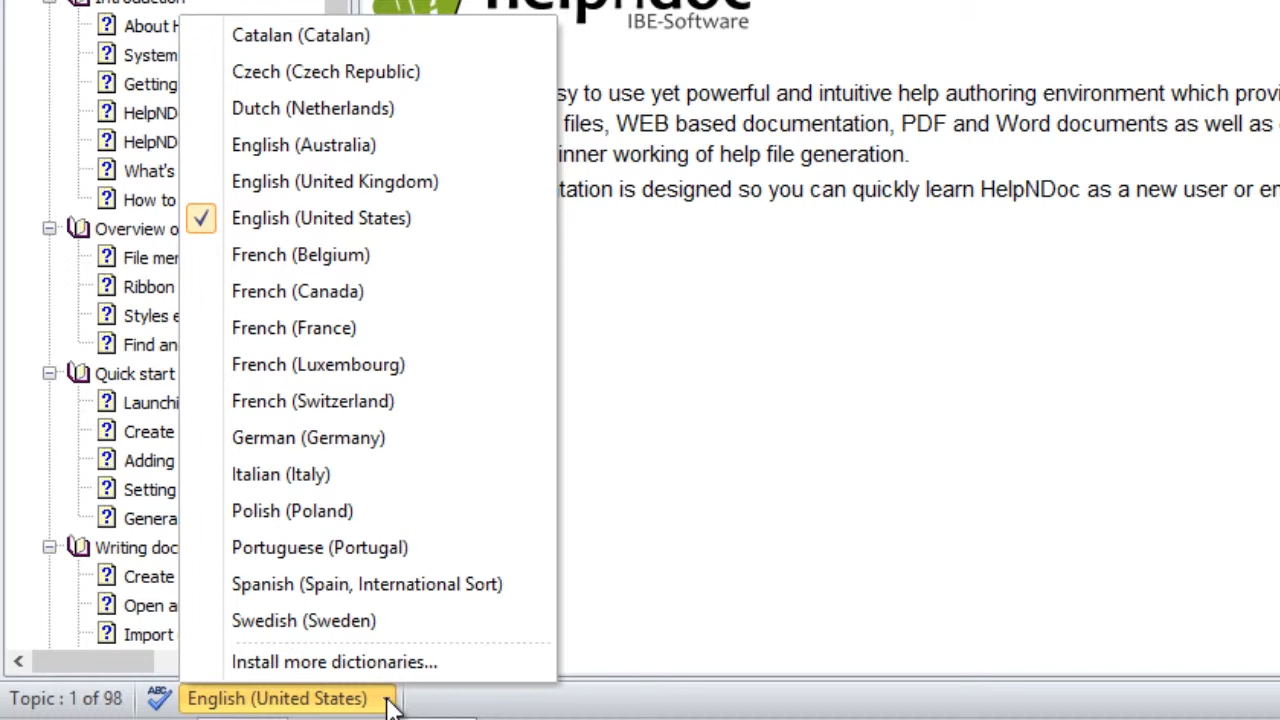 Introduction
helpndoc
IBE-Software
About H
System
Getting
HelpND
HelpND
What's
How to
Overview o
File mer
Ribbon
Styles e
Find an
Quick start
Launchi
Create
Adding
Setting
Genera
Writing doc
Create
Open a
Import
Catalan (Catalan)
Czech (Czech Republic)
Dutch (Netherlands)
English (Australia)
English (United Kingdom)
English (United States)
French (Belgium)
French (Canada)
French (France)
French (Luxembourg)
French (Switzerland)
German (Germany)
Italian (Italy)
Polish (Poland)
Portuguese (Portugal)
Spanish (Spain, International Sort)
Swedish (Sweden)
Install more dictionaries...
sy to use yet powerful and intuitive help authoring environment which provi
files, WEB based documentation, PDF and Word documents as well as
inner working of help file generation.
tation is designed so you can quickly learn HelpNDoc as a new user or en
Topic : 1 of 98
ABC
English (United States)